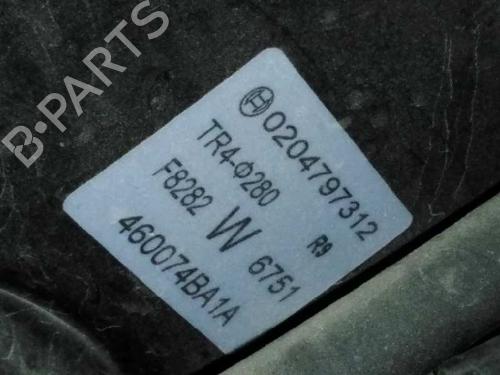 B-PARTS
0204797312
TR4-Φ280 R9
F8282 W 6751
460074BA1A